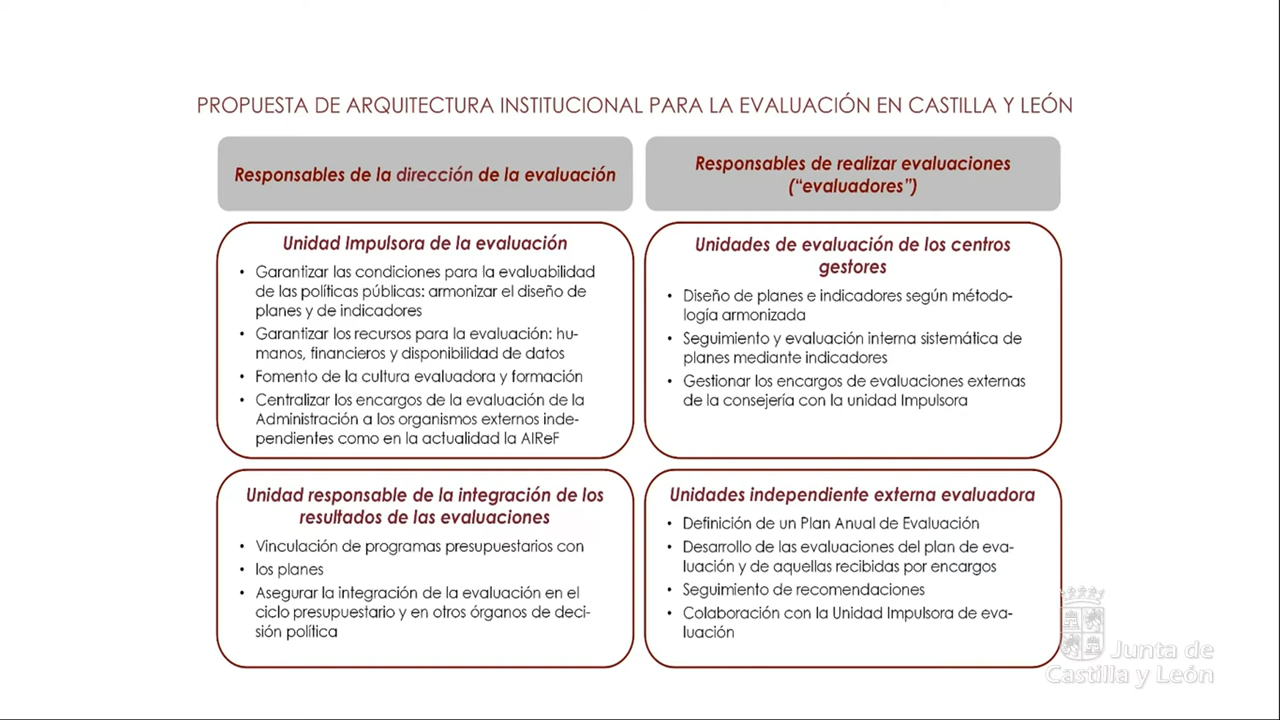 PROPUESTA DE ARQUITECTURA INSTITUCIONAL PARA LA EVALUACIÓN EN CASTILLA Y LEÓN
Responsables de la dirección de la evaluación
Responsables de realizar evaluaciones
(“evaluadores”)
Unidad Impulsora de la evaluación
• Garantizar las condiciones para la evaluabilidad
de las políticas públicas: armonizar el diseño de
planes y de indicadores
• Garantizar los recursos para la evaluación: hu-
manos, financieros y disponibilidad de datos
• Fomento de la cultura evaluadora y formación
• Centralizar los encargos de la evaluación de la
Administración a los organismos externos inde-
pendientes como en la actualidad la AIReF
Unidades de evaluación de los centros
gestores
• Diseño de planes e indicadores según método-
logía armonizada
• Seguimiento y evaluación interna sistemática de
planes mediante indicadores
• Gestionar los encargos de evaluaciones externas
de la consejería con la unidad Impulsora
Unidad responsable de la integración de los
resultados de las evaluaciones
• Vinculación de programas presupuestarios con
• los planes
• Asegurar la integración de la evaluación en el
ciclo presupuestario y en otros órganos de deci-
sión política
Unidades independiente externa evaluadora
• Definición de un Plan Anual de Evaluación
• Desarrollo de las evaluaciones del plan de eva-
luación y de aquellas recibidas por encargos
• Seguimiento de recomendaciones
• Colaboración con la Unidad Impulsora de eva-
luación
Junta de
Castilla y León